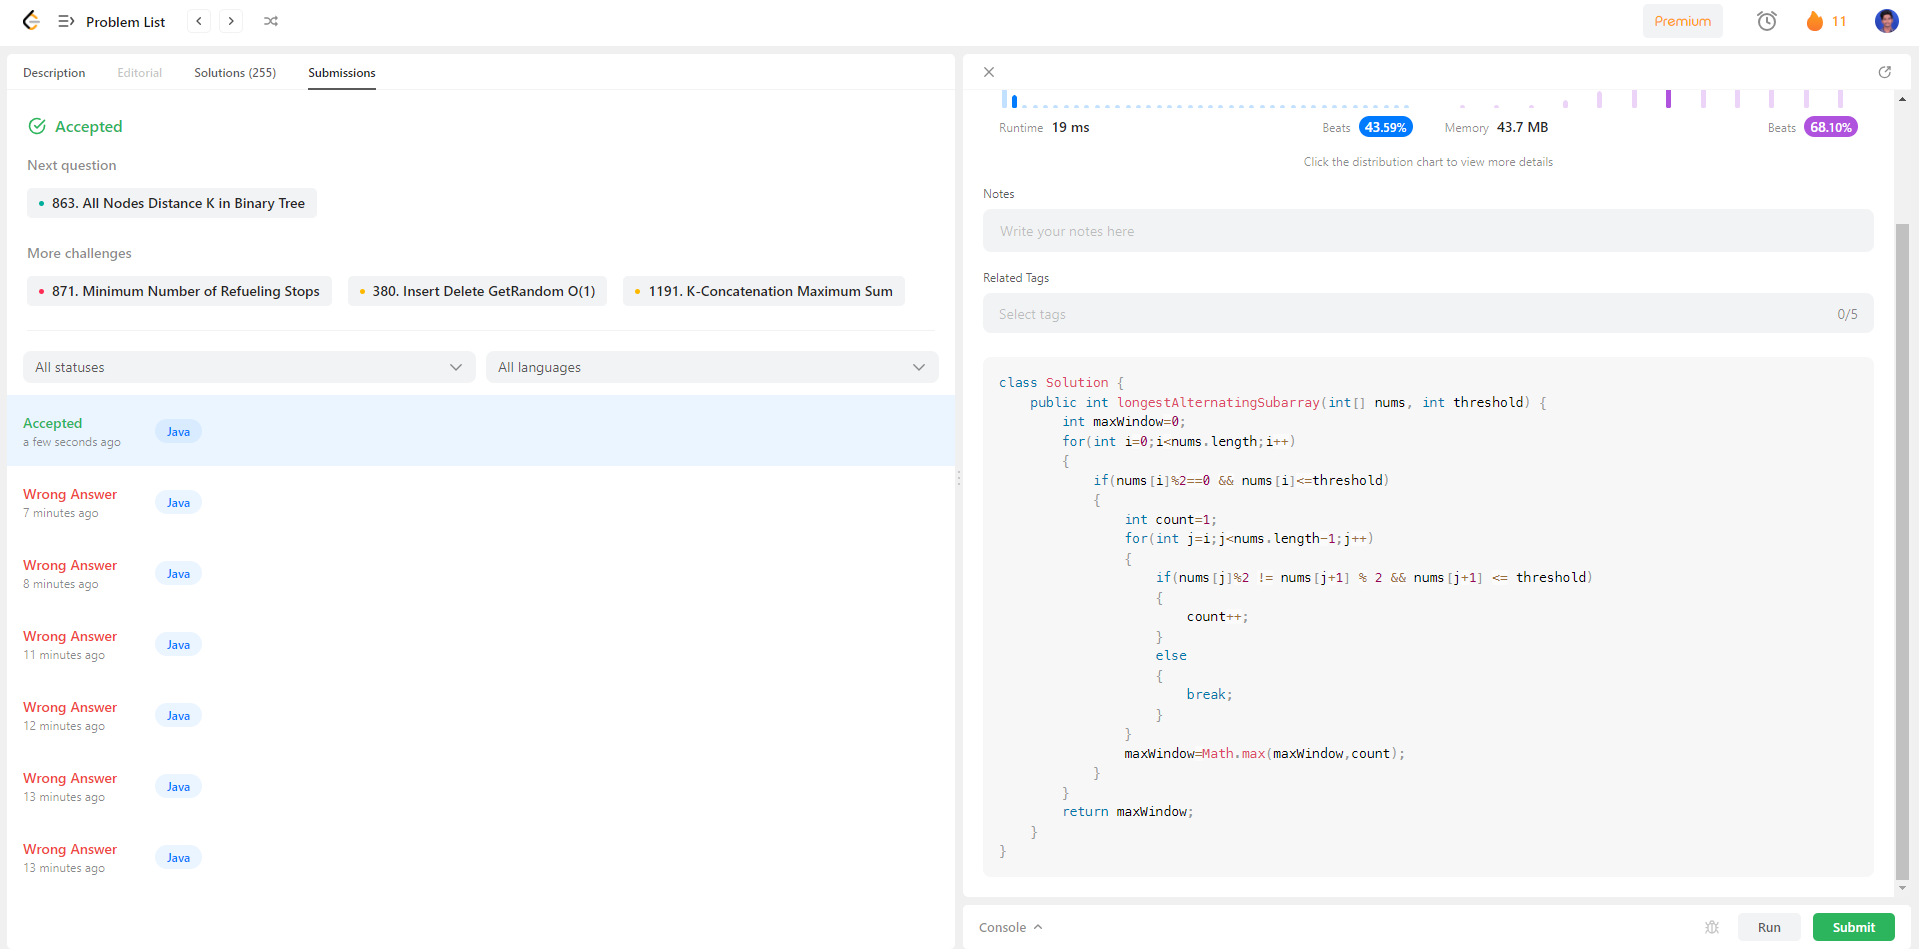 Problem List
Premium
11
Description
Editorial
Solutions (255)
Submissions
Accepted
Next question
863. All Nodes Distance K in Binary Tree
More challenges
871. Minimum Number of Refueling Stops
380. Insert Delete GetRandom O(1)
1191. K-Concatenation Maximum Sum
All statuses
All languages
Accepted
a few seconds ago
Java
Wrong Answer
7 minutes ago
Java
Wrong Answer
8 minutes ago
Java
Wrong Answer
11 minutes ago
Java
Wrong Answer
12 minutes ago
Java
Wrong Answer
13 minutes ago
Java
Wrong Answer
13 minutes ago
Java
Runtime 19 ms
Beats 43.59%
Memory 43.7 MB
Beats 68.10%
Click the distribution chart to view more details
Notes
Write your notes here
Related Tags
Select tags
0/5
class Solution {
    public int longestAlternatingSubarray(int[] nums, int threshold) {
        int maxWindow=0;
        for(int i=0;i<nums.length;i++)
        {
            if(nums[i]%2==0 && nums[i]<=threshold)
            {
                int count=1;
                for(int j=i;j<nums.length-1;j++)
                {
                    if(nums[j]%2 != nums[j+1] % 2 && nums[j+1] <= threshold)
                    {
                        count++;
                    }
                    else
                    {
                        break;
                    }
                }
                maxWindow=Math.max(maxWindow,count);
            }
        }
        return maxWindow;
    }
}
Console
Run
Submit